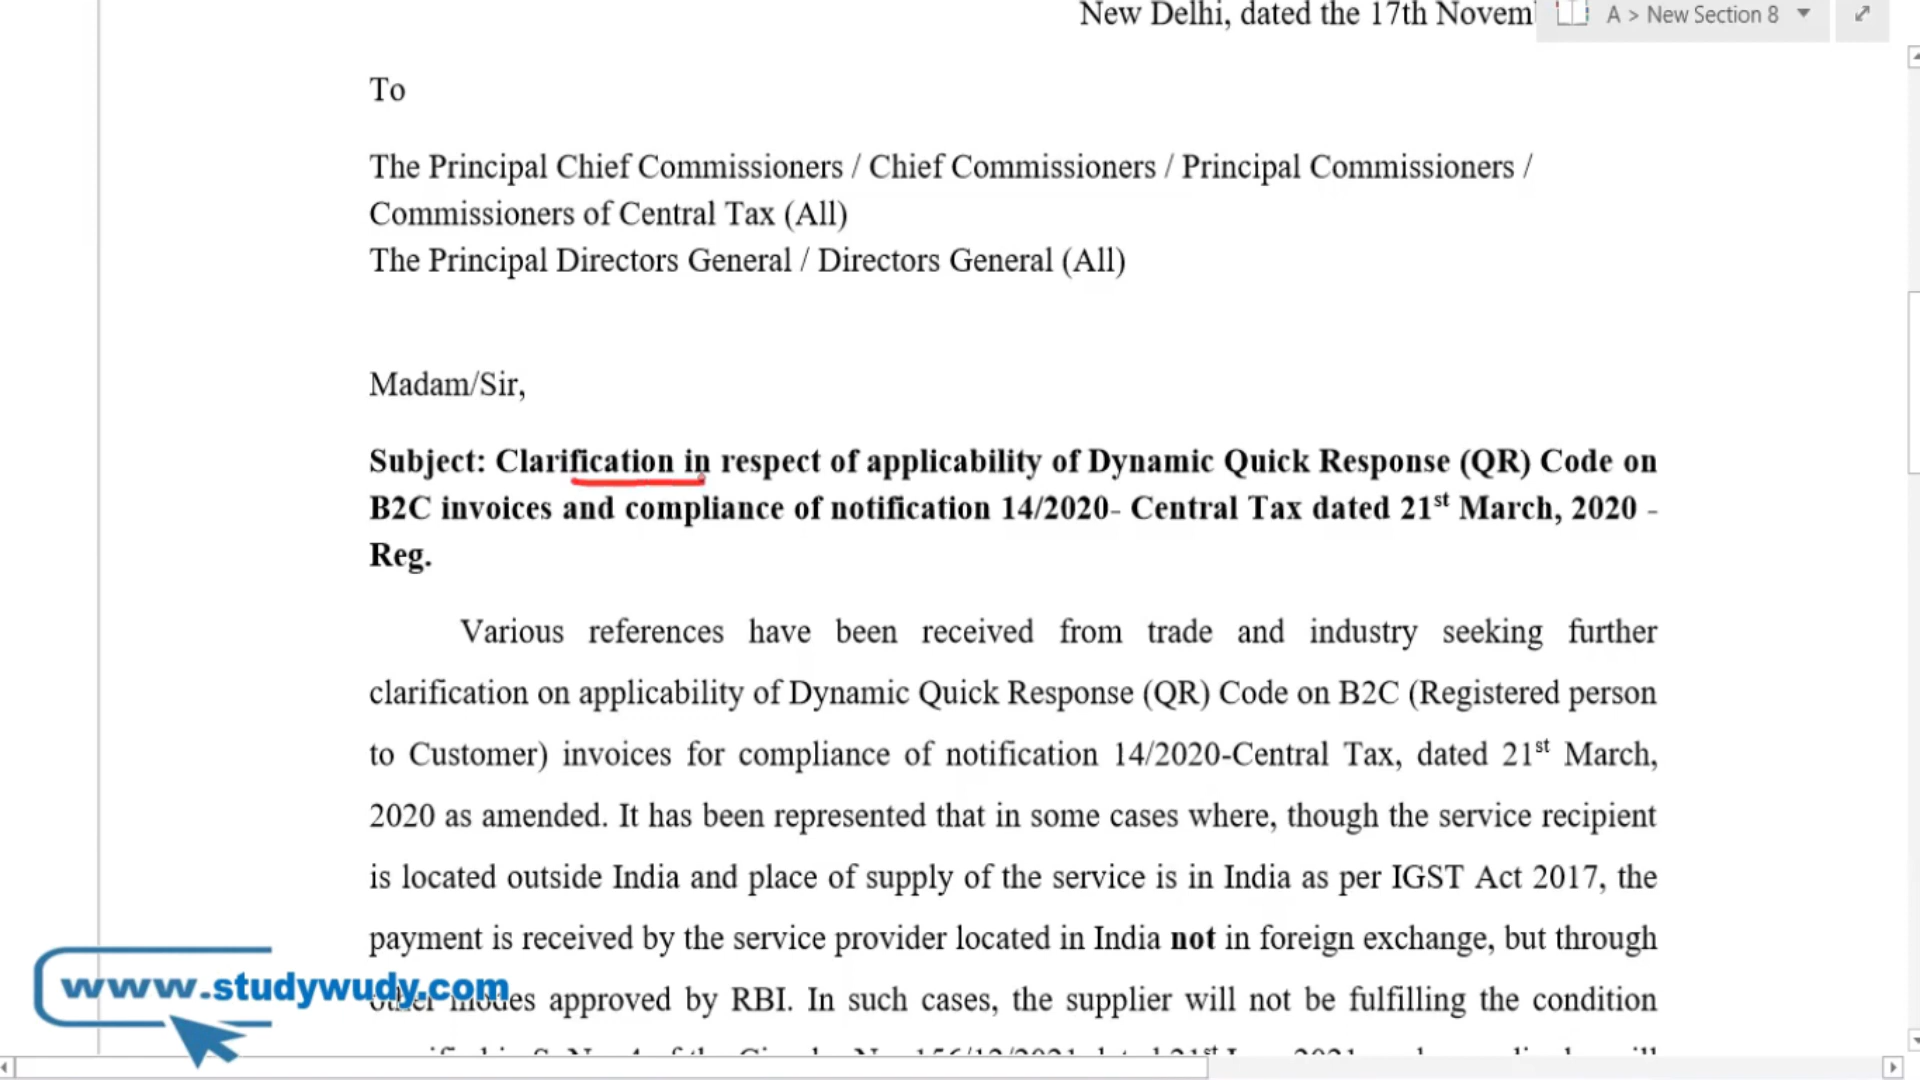 New Delhi, dated the 17th Novem
A > New Section 8
To
The Principal Chief Commissioners / Chief Commissioners / Principal Commissioners /
Commissioners of Central Tax (All)
The Principal Directors General / Directors General (All)
Madam/Sir,
Subject: Clarification in respect of applicability of Dynamic Quick Response (QR) Code on
B2C invoices and compliance of notification 14/2020- Central Tax dated 21st March, 2020 -
Reg.
Various references have been received from trade and industry seeking further
clarification on applicability of Dynamic Quick Response (QR) Code on B2C (Registered person
to Customer) invoices for compliance of notification 14/2020-Central Tax, dated 21st March,
2020 as amended. It has been represented that in some cases where, though the service recipient
is located outside India and place of supply of the service is in India as per IGST Act 2017, the
payment is received by the service provider located in India not in foreign exchange, but through
other modes approved by RBI. In such cases, the supplier will not be fulfilling the condition
www.studywudy.com